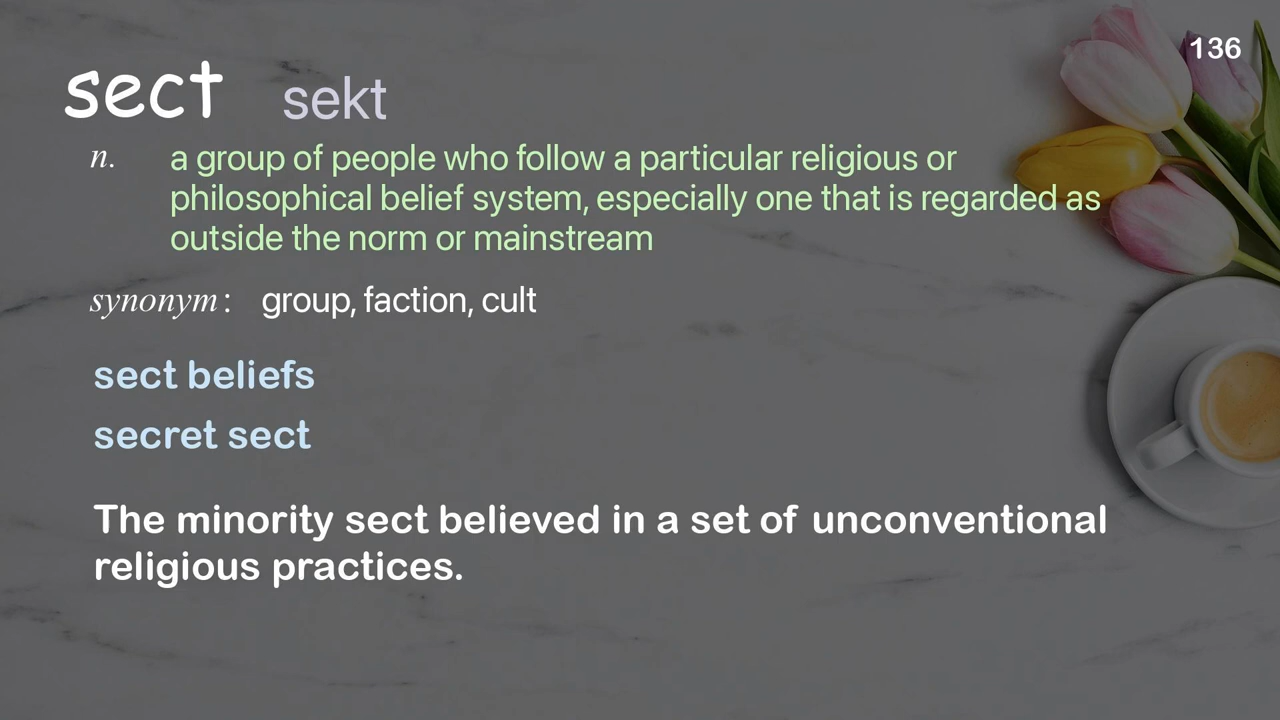 136
sect sekt
n. a group of people who follow a particular religious or
philosophical belief system, especially one that is regarded as
outside the norm or mainstream
synonym: group, faction, cult
sect beliefs
secret sect
The minority sect believed in a set of unconventional
religious practices.